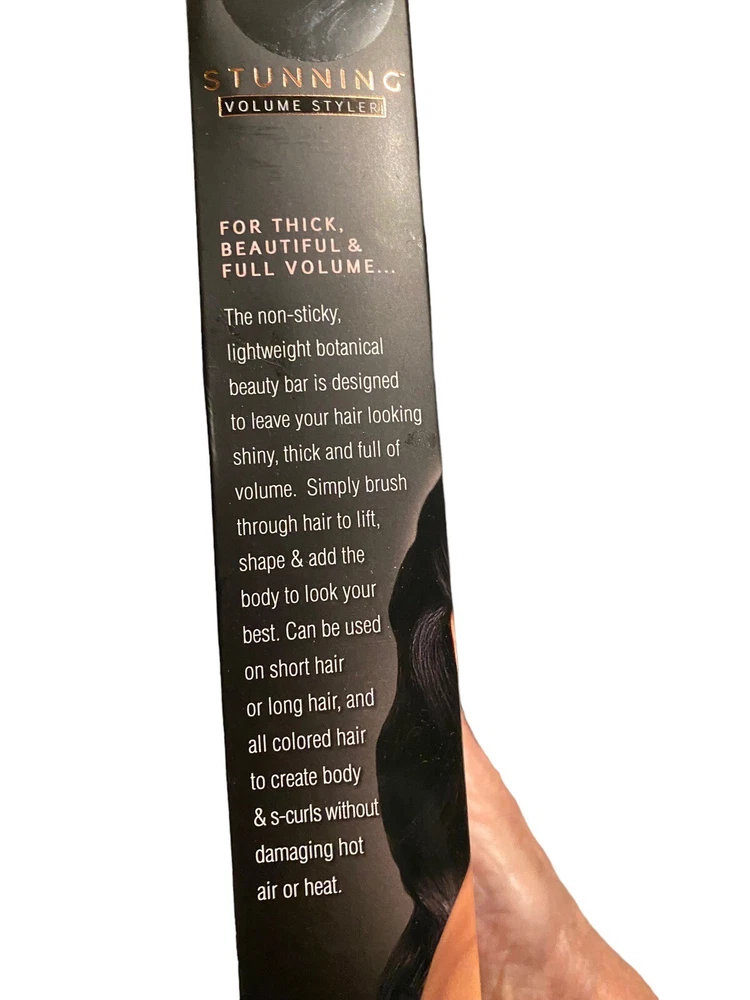 STUNNING™
VOLUME STYLER
FOR THICK,
BEAUTIFUL &
FULL VOLUME...
The non-sticky,
lightweight botanical
beauty bar is designed
to leave your hair looking
shiny, thick and full of
volume. Simply brush
through hair to lift,
shape & add the
body to look your
best. Can be used
on short hair
or long hair, and
all colored hair
to create body
& s-curls without
damaging hot
air or heat.